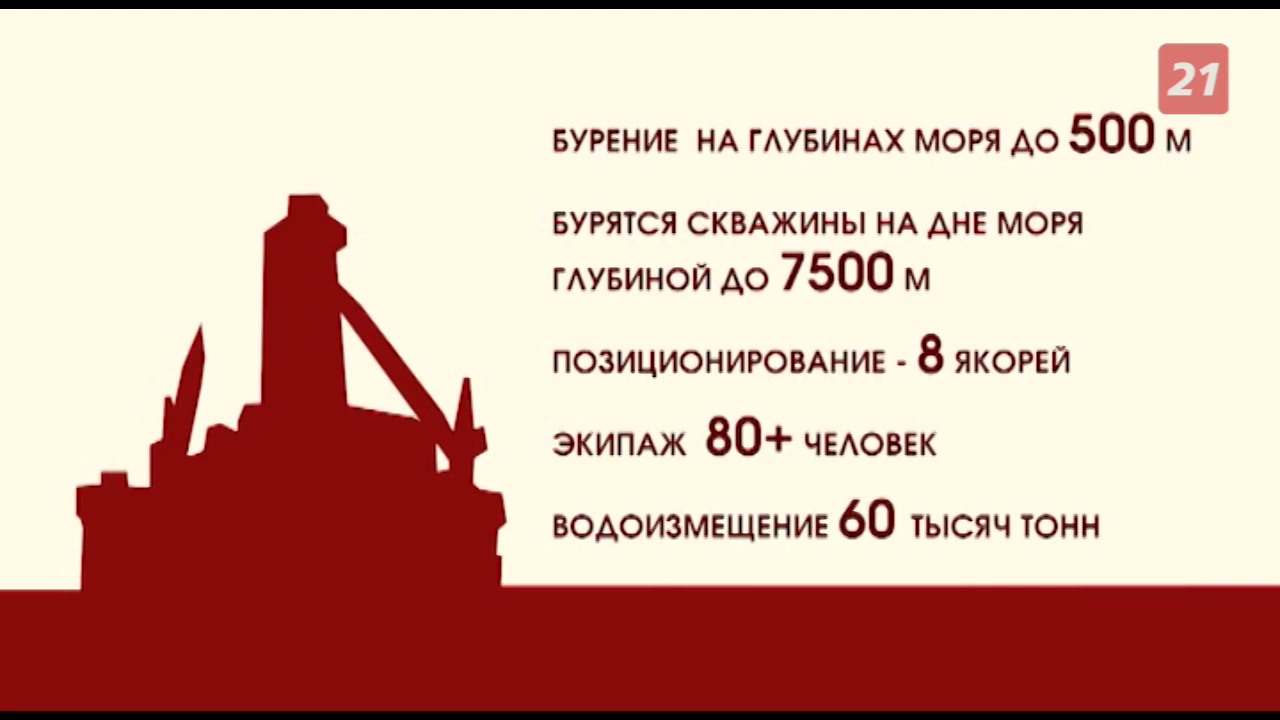 21
БУРЕНИЕ НА ГЛУБИНАХ МОРЯ ДО 500 М
БУРЯТСЯ СКВАЖИНЫ НА ДНЕ МОРЯ
ГЛУБИНОЙ ДО 7500 М
ПОЗИЦИОНИРОВАНИЕ - 8 ЯКОРЕЙ
ЭКИПАЖ 80+ ЧЕЛОВЕК
ВОДОИЗМЕЩЕНИЕ 60 ТЫСЯЧ ТОНН